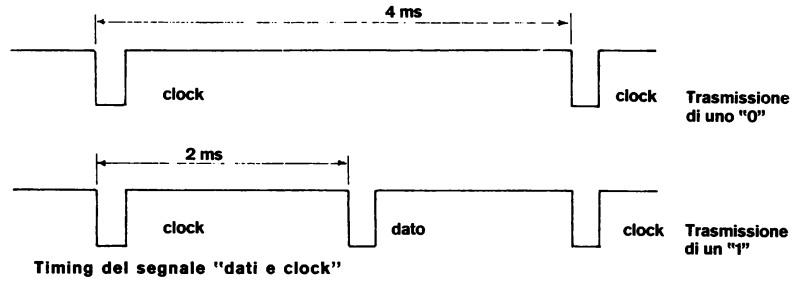 4 ms
clock
clock
Trasmissione
di uno "0"
2 ms
clock
dato
clock
Trasmissione
di un "1"
Timing del segnale "dati e clock"